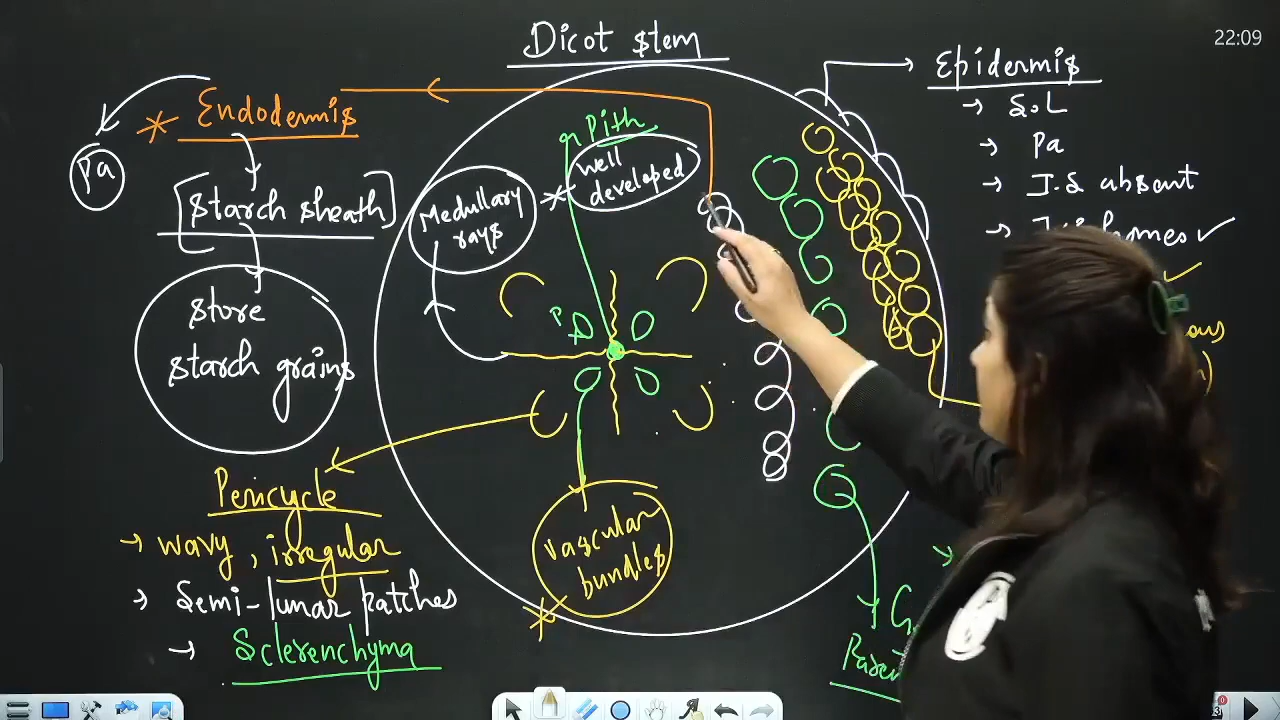 Dicot stem
22:09
Epidermis
→ S.L
→ Pa
→ I.S absent
Endodermis
Pa
[Starch sheath]
store
starch grains
Pith
well
developed
Medullary
rays
P
Pericycle
→ wavy, irregular
→ Semi-lunar patches
→ Sclerenchyma
Vascular
bundles